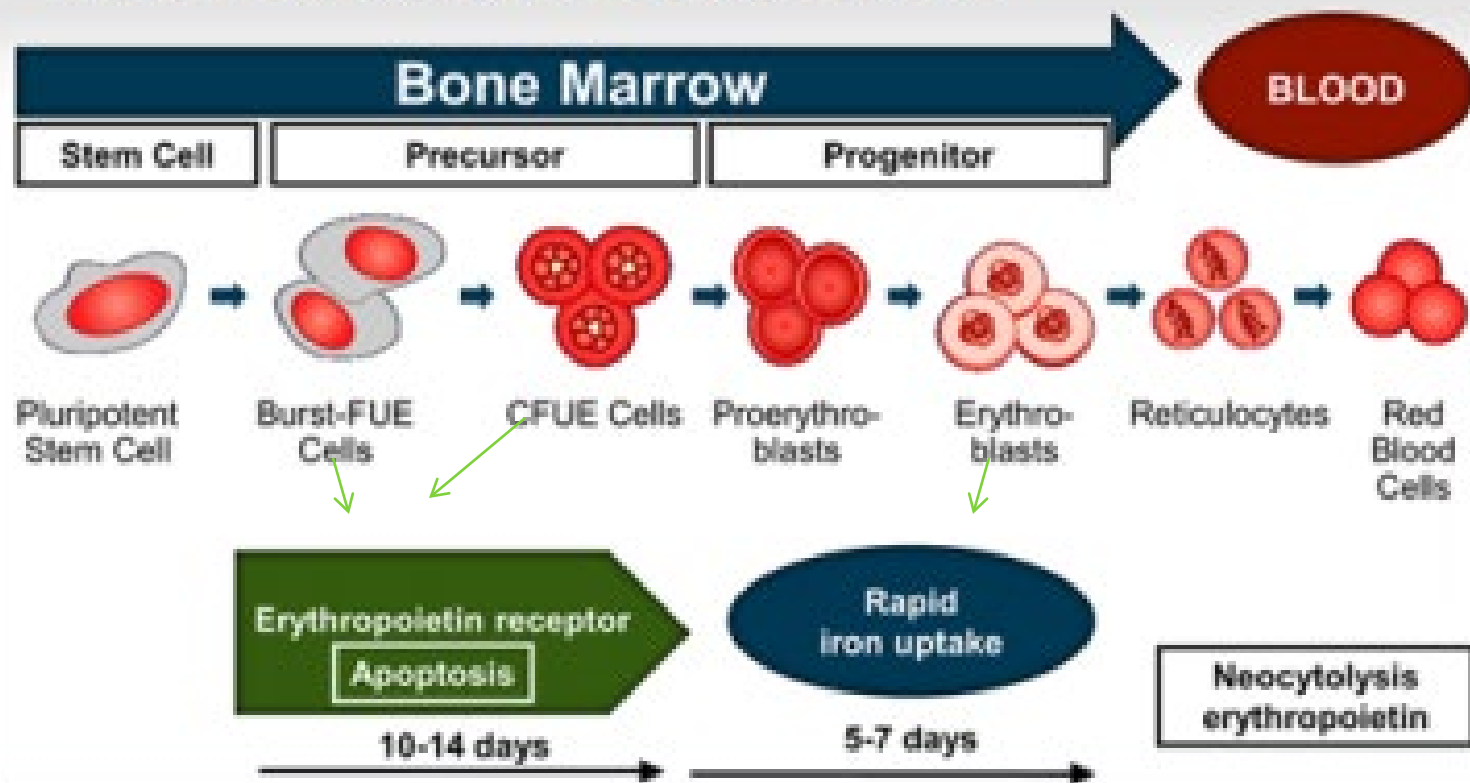 Bone Marrow
BLOOD
Stem Cell
Precursor
Progenitor
Pluripotent
Stem Cell
Burst-FUE
Cells
CFUE Cells
Proerythro-
blasts
Erythro-
blasts
Reticulocytes
Red
Blood
Cells
Erythropoietin receptor
Apoptosis
10-14 days
Rapid
iron uptake
5-7 days
Neocytolysis
erythropoietin